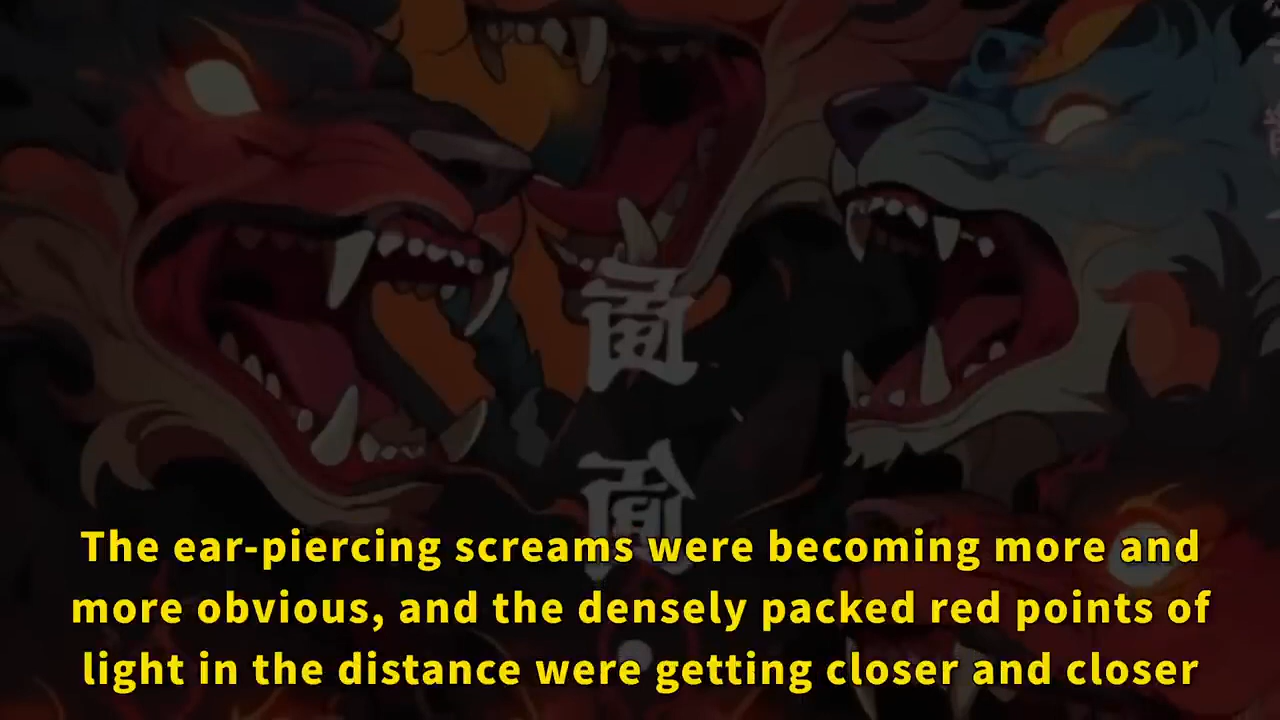 The ear-piercing screams were becoming more and
more obvious, and the densely packed red points of
light in the distance were getting closer and closer